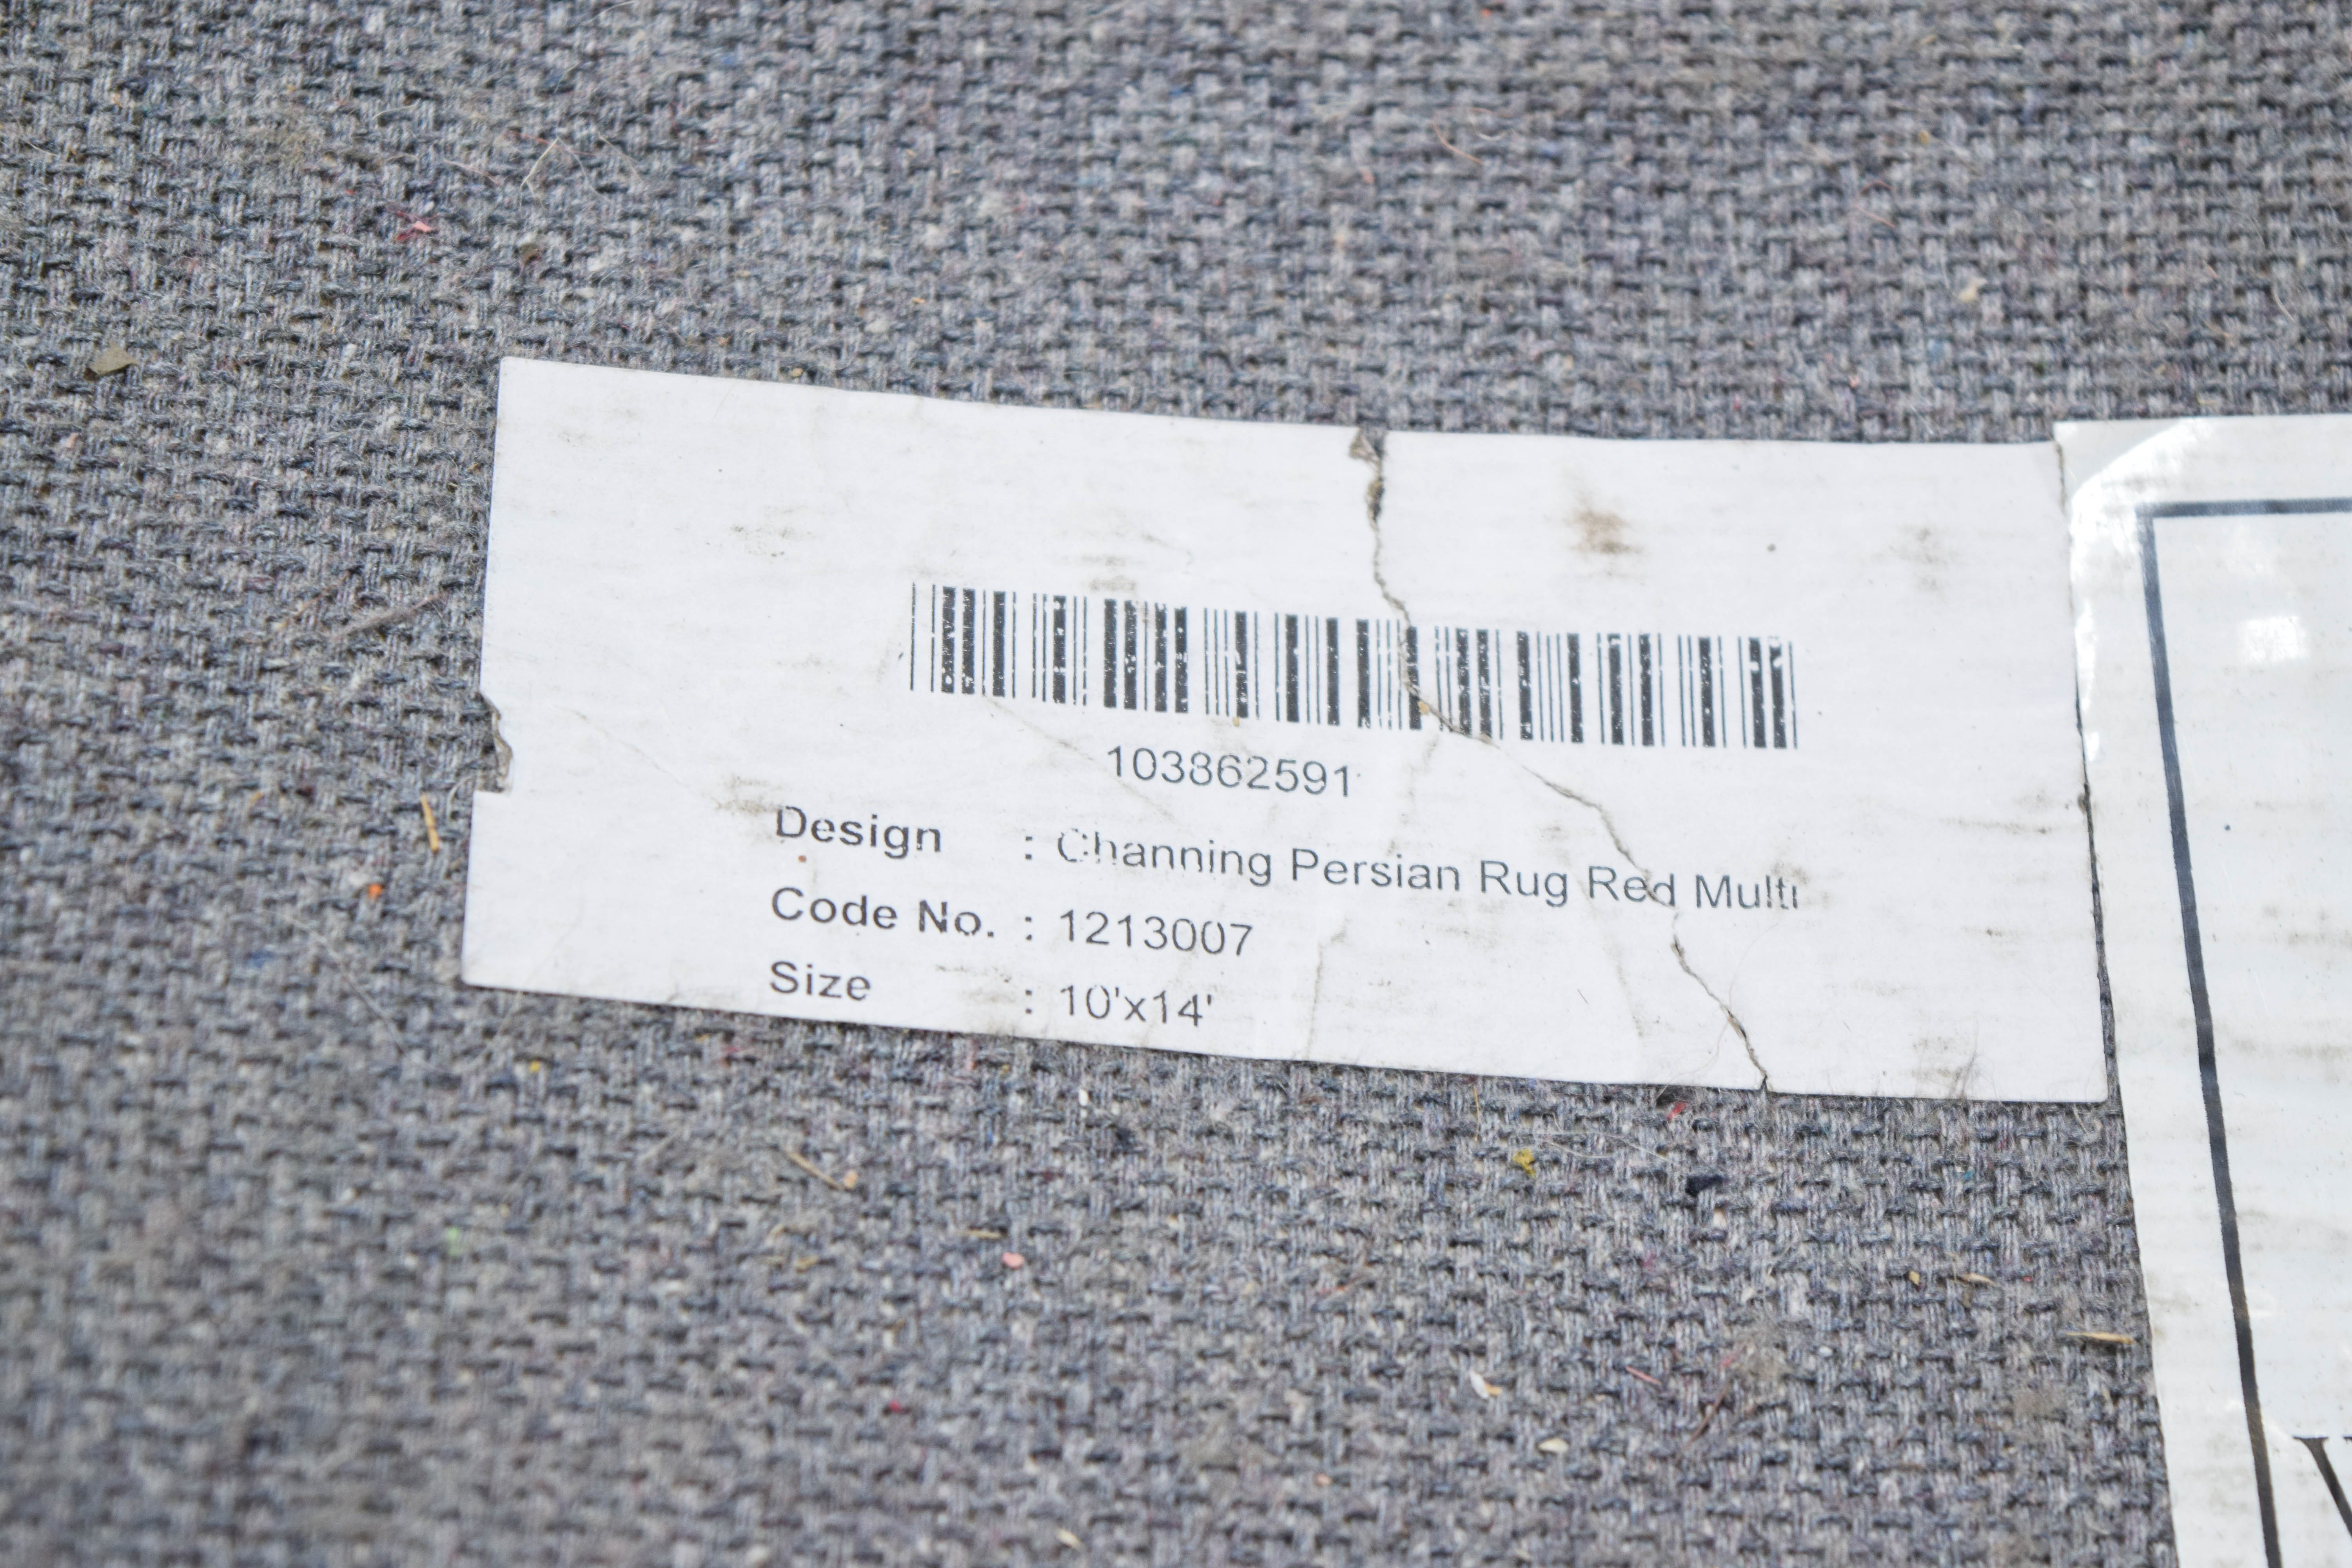 103862591
Design : Channing Persian Rug Red Multi
Code No. : 1213007
Size : 10'x14'